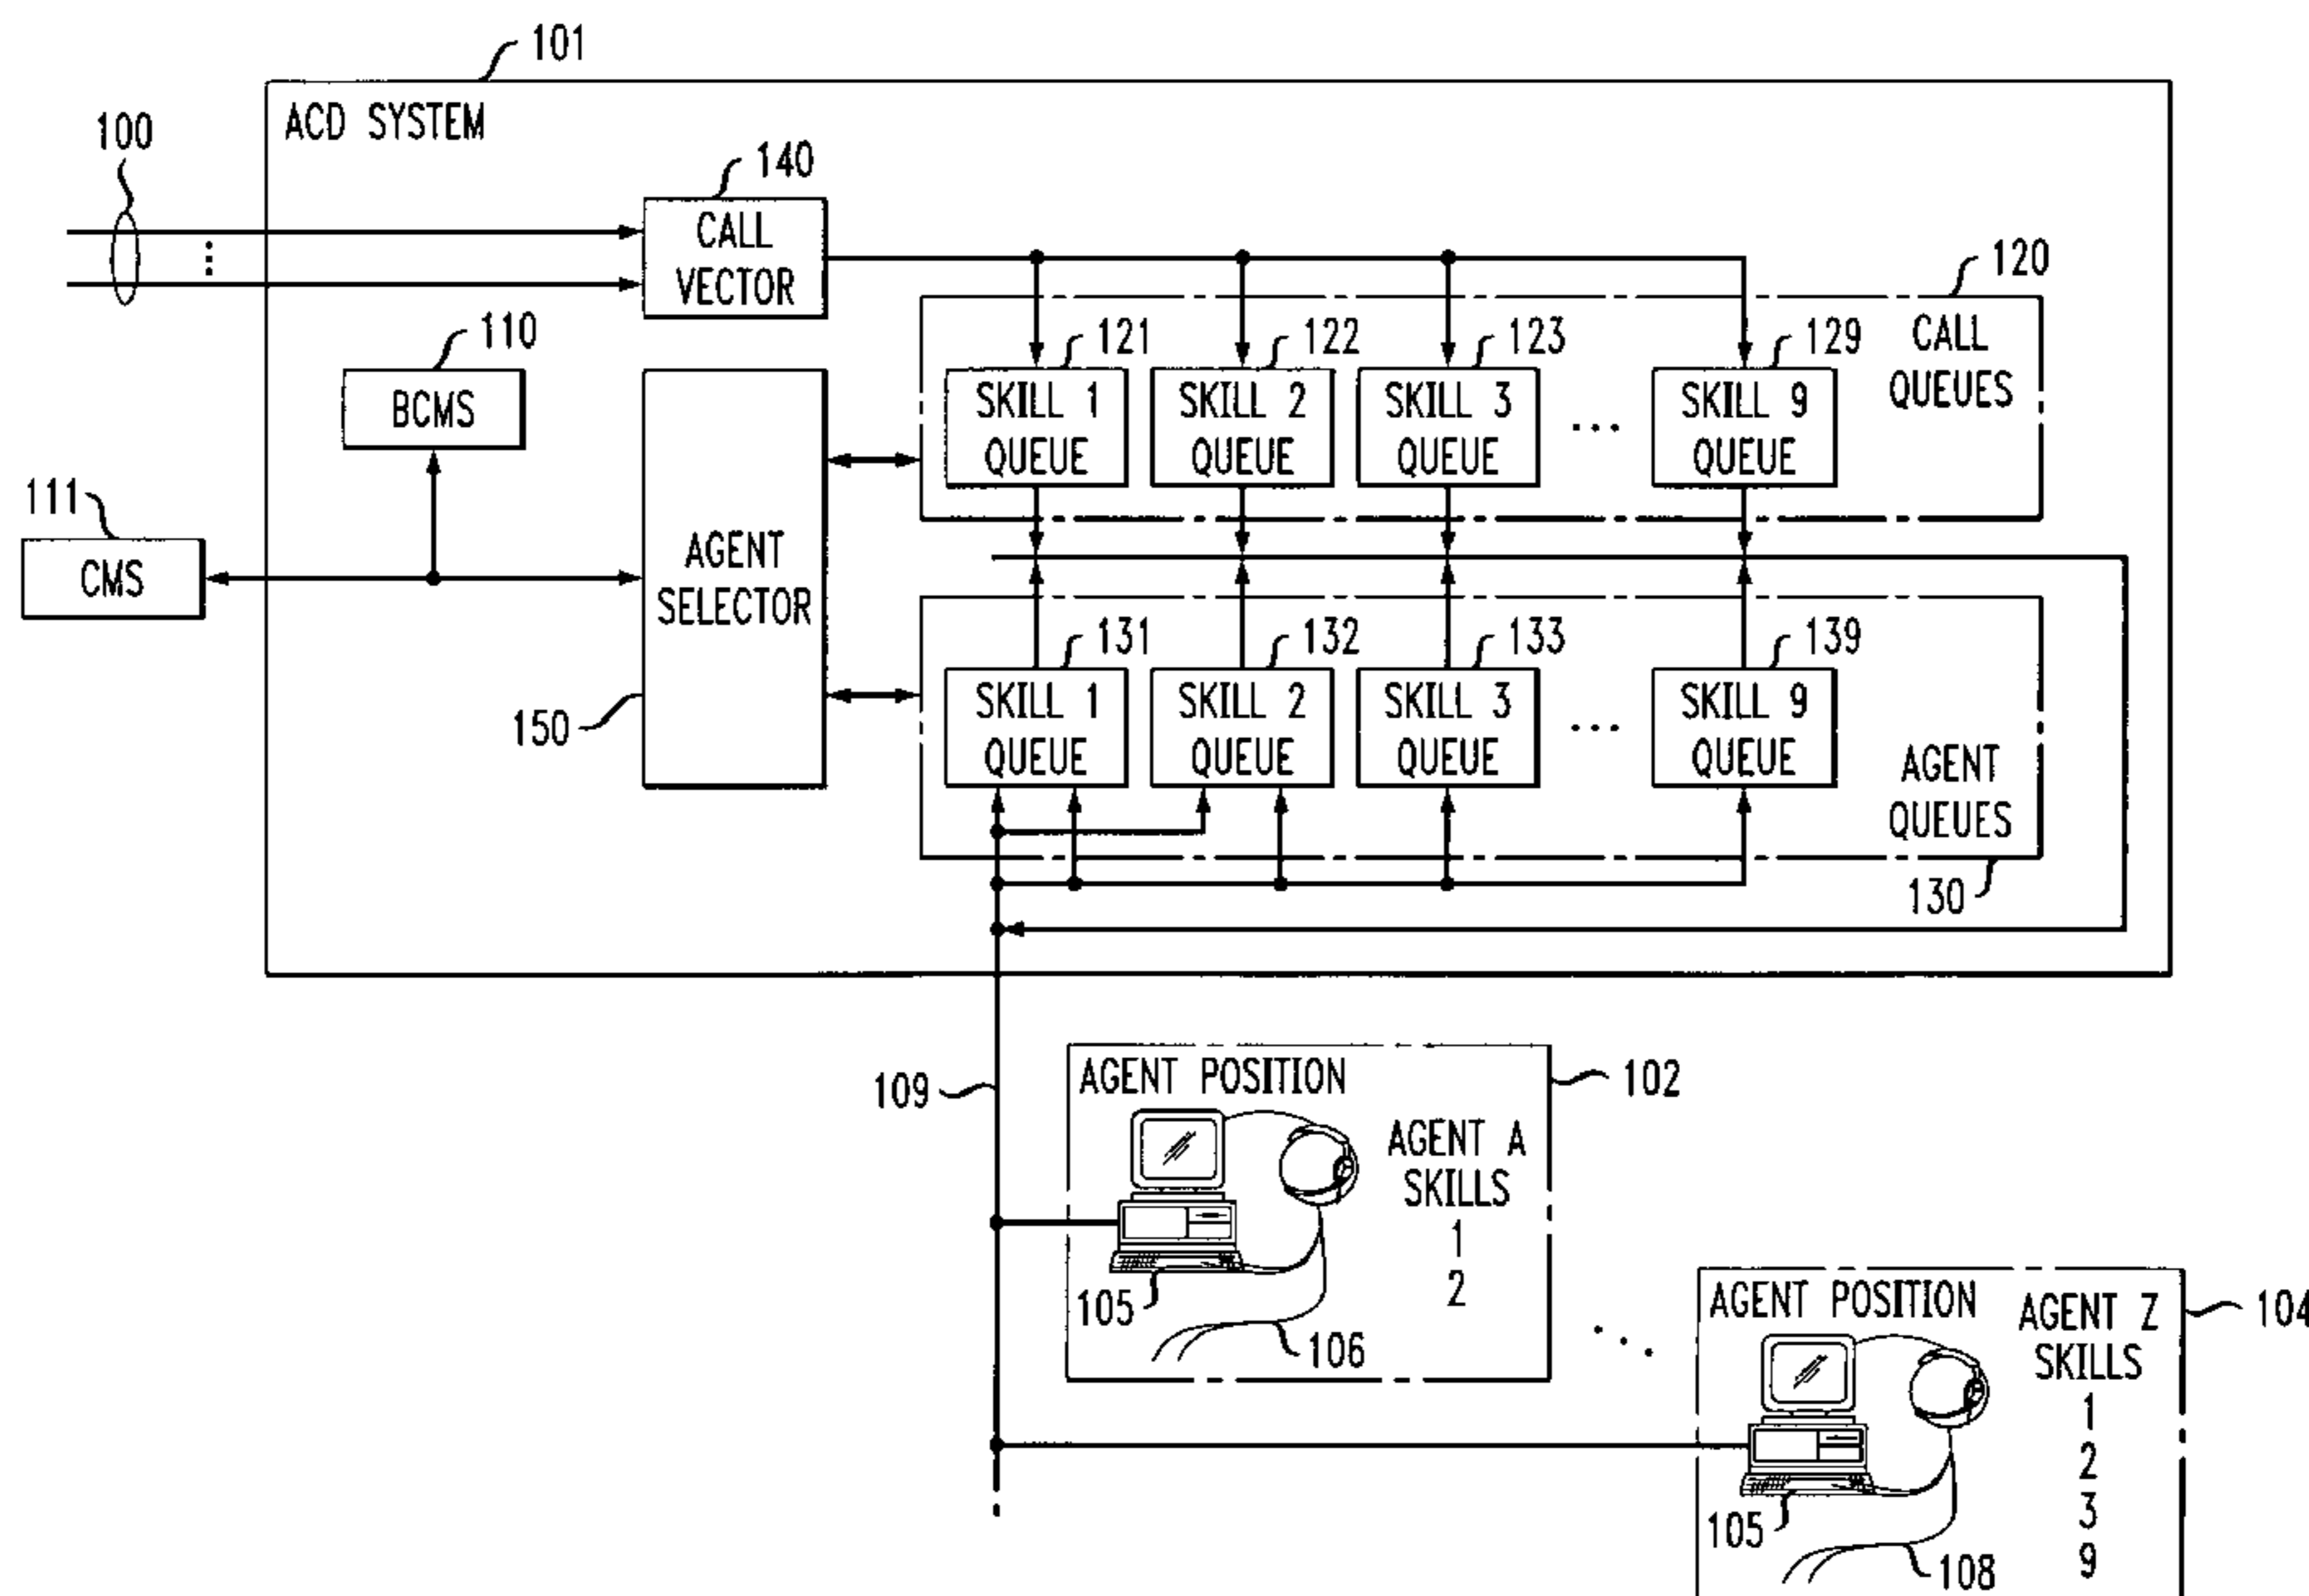 101
ACD SYSTEM
100
140
CALL
VECTOR
120
CALL
QUEUES
110
BCMS
121
122
123
129
SKILL 1
QUEUE
SKILL 2
QUEUE
SKILL 3
QUEUE
...
SKILL 9
QUEUE
111
CMS
AGENT
SELECTOR
150
131
132
133
139
SKILL 1
QUEUE
SKILL 2
QUEUE
SKILL 3
QUEUE
...
SKILL 9
QUEUE
AGENT
QUEUES
130
109
AGENT POSITION
102
AGENT A
SKILLS
1
2
105
106
AGENT POSITION
104
AGENT Z
SKILLS
1
2
3
9
105
108